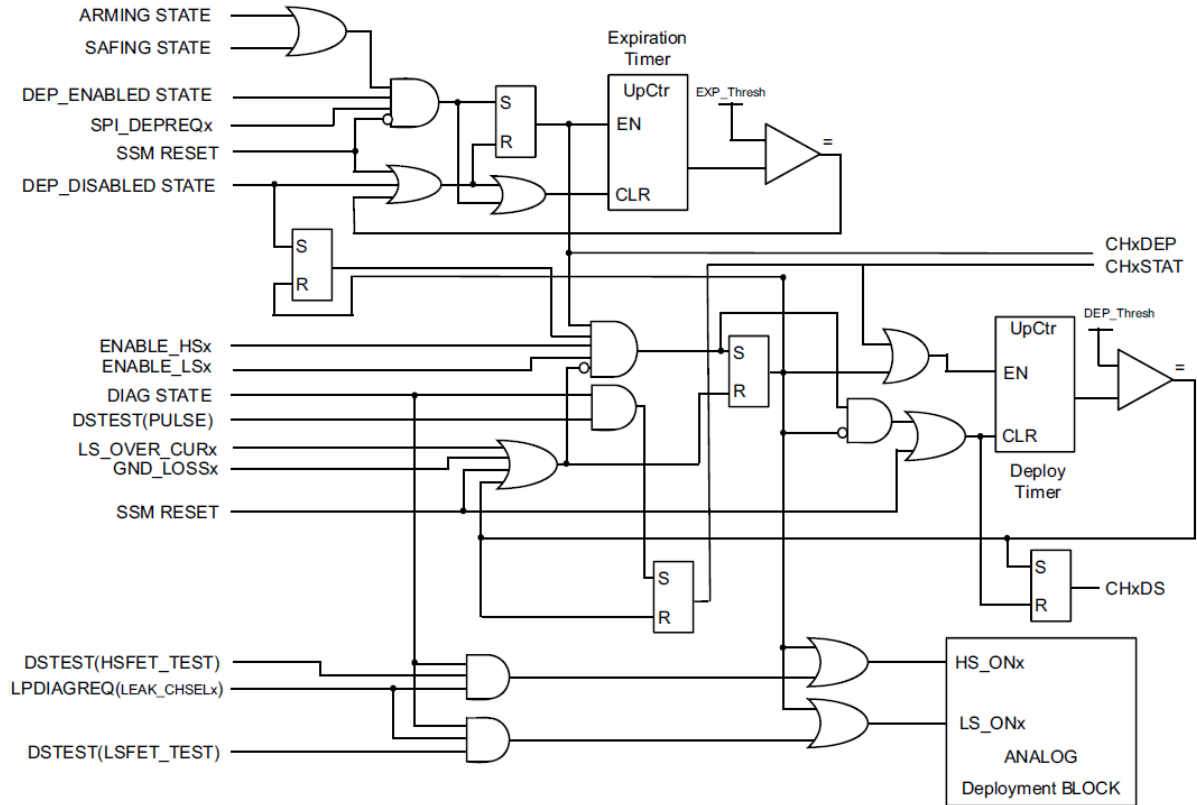 ARMING STATE
SAFING STATE
DEP_ENABLED STATE
SPI_DEPREQx
SSM RESET
DEP_DISABLED STATE
Expiration
Timer
UpCtr
EN
CLR
EXP_Thresh
=
S
R
S
R
CHxDEP
CHxSTAT
ENABLE_HSx
ENABLE_LSx
DIAG STATE
DSTEST(PULSE)
LS_OVER_CURx
GND_LOSSx
SSM RESET
S
R
UpCtr
EN
CLR
Deploy
Timer
DEP_Thresh
=
S
R
S
R
CHxDS
DSTEST(HSFET_TEST)
LPDIAGREQ(LEAK_CHSELx)
DSTEST(LSFET_TEST)
HS_ONx
LS_ONx
ANALOG
Deployment BLOCK